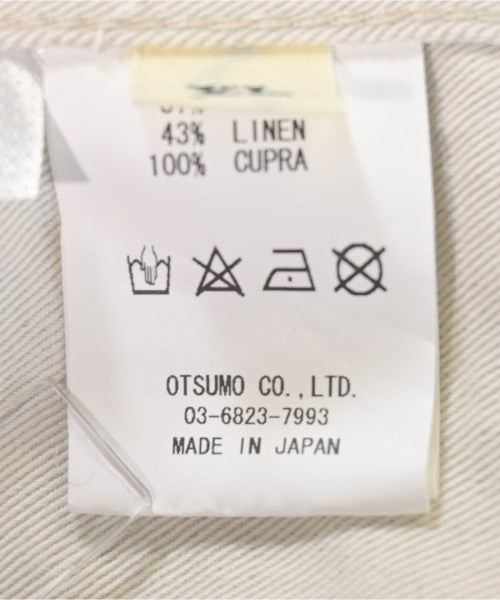 43% LINEN
100% CUPRA
OTSUMO CO.,LTD.
03-6823-7993
MADE IN JAPAN